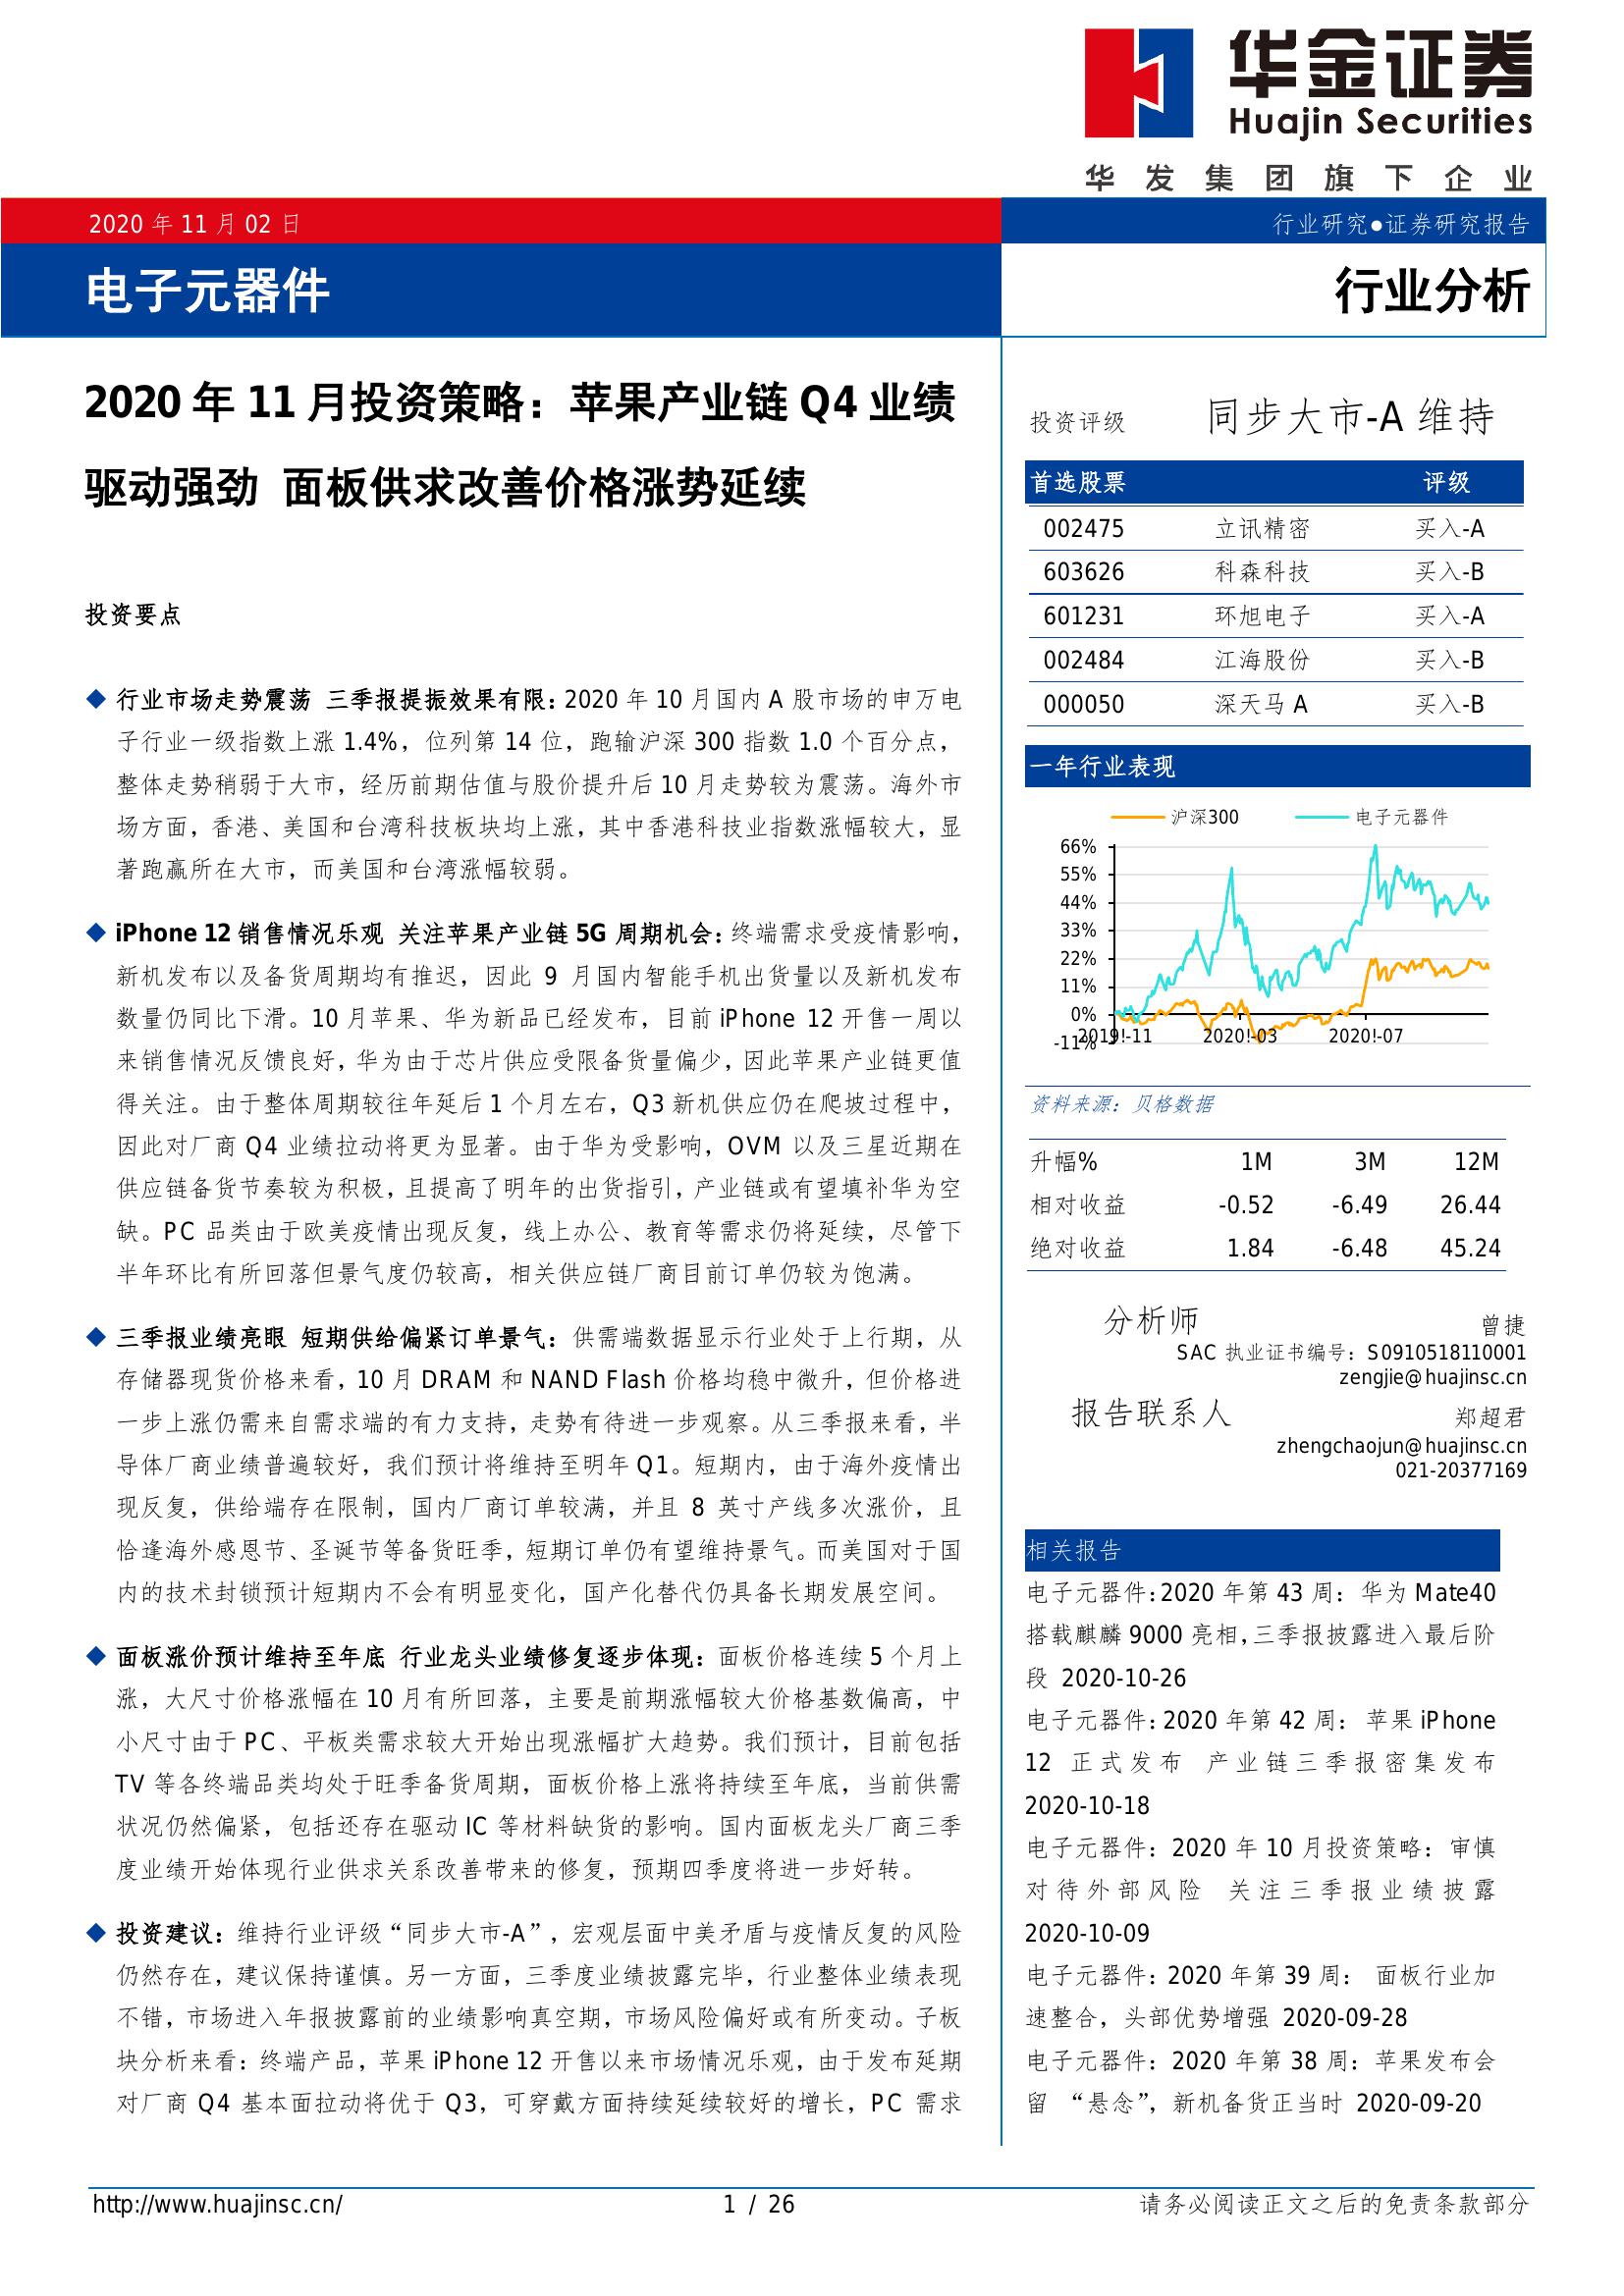 华金证券
Huajin Securities
华发集团旗下企业
2020 年 11 月 02 日
行业研究●证券研究报告
电子元器件
行业分析
2020 年 11 月投资策略：苹果产业链 Q4 业绩
驱动强劲 面板供求改善价格涨势延续
投资要点
◆ 行业市场走势震荡 三季报提振效果有限：2020 年 10 月国内 A 股市场的申万电
子行业一级指数上涨 1.4%，位列第 14 位，跑输沪深 300 指数 1.0 个百分点，
整体走势稍弱于大市，经历前期估值与股价提升后 10 月走势较为震荡。海外市
场方面，香港、美国和台湾科技板块均上涨，其中香港科技业指数涨幅较大，显
著跑赢所在大市，而美国和台湾涨幅较弱。
◆ iPhone 12 销售情况乐观 关注苹果产业链 5G 周期机会：终端需求受疫情影响，
新机发布以及备货周期均有推迟，因此 9 月国内智能手机出货量以及新机发布
数量仍同比下滑。10 月苹果、华为新品已经发布，目前 iPhone 12 开售一周以
来销售情况反馈良好，华为由于芯片供应受限备货量偏少，因此苹果产业链更值
得关注。由于整体周期较往年延后 1 个月左右，Q3 新机供应仍在爬坡过程中，
因此对厂商 Q4 业绩拉动将更为显著。由于华为受影响，OVM 以及三星近期在
供应链备货节奏较为积极，且提高了明年的出货指引，产业链或有望填补华为空
缺。PC 品类由于欧美疫情出现反复，线上办公、教育等需求仍将延续，尽管下
半年环比有所回落但景气度仍较高，相关供应链厂商目前订单仍较为饱满。
◆ 三季报业绩亮眼 短期供给偏紧订单景气：供需端数据显示行业处于上行期，从
存储器现货价格来看，10 月 DRAM 和 NAND Flash 价格均稳中微升，但价格进
一步上涨仍需来自需求端的有力支持，走势有待进一步观察。从三季报来看，半
导体厂商业绩普遍较好，我们预计将维持至明年 Q1。短期内，由于海外疫情出
现反复，供给端存在限制，国内厂商订单较满，并且 8 英寸产线多次涨价，且
恰逢海外感恩节、圣诞节等备货旺季，短期订单仍有望维持景气。而美国对于国
内的技术封锁预计短期内不会有明显变化，国产化替代仍具备长期发展空间。
◆ 面板涨价预计维持至年底 行业龙头业绩修复逐步体现：面板价格连续 5 个月上
涨，大尺寸价格涨幅在 10 月有所回落，主要是前期涨幅较大价格基数偏高，中
小尺寸由于 PC、平板类需求较大开始出现涨幅扩大趋势。我们预计，目前包括
TV 等各终端品类均处于旺季备货周期，面板价格上涨将持续至年底，当前供需
状况仍然偏紧，包括还存在驱动 IC 等材料缺货的影响。国内面板龙头厂商三季
度业绩开始体现行业供求关系改善带来的修复，预期四季度将进一步好转。
◆ 投资建议：维持行业评级“同步大市-A”，宏观层面中美矛盾与疫情反复的风险
仍然存在，建议保持谨慎。另一方面，三季度业绩披露完毕，行业整体业绩表现
不错，市场进入年报披露前的业绩影响真空期，市场风险偏好或有所变动。子板
块分析来看：终端产品，苹果 iPhone 12 开售以来市场情况乐观，由于发布延期
对厂商 Q4 基本面拉动将优于 Q3，可穿戴方面持续延续较好的增长，PC 需求
投资评级 同步大市-A 维持
首选股票 评级
002475 立讯精密 买入-A
603626 科森科技 买入-B
601231 环旭电子 买入-A
002484 江海股份 买入-B
000050 深天马 A 买入-B
一年行业表现
沪深300 电子元器件
66%
55%
44%
33%
22%
11%
0%
-11%
2019!-11 2020!-03 2020!-07
资料来源：贝格数据
升幅% 1M 3M 12M
相对收益 -0.52 -6.49 26.44
绝对收益 1.84 -6.48 45.24
分析师 曾捷
SAC 执业证书编号：S0910518110001
zengjie@huajinsc.cn
报告联系人 郑超君
zhengchaojun@huajinsc.cn
021-20377169
相关报告
电子元器件：2020 年第 43 周：华为 Mate40
搭载麒麟 9000 亮相，三季报披露进入最后阶
段 2020-10-26
电子元器件：2020 年第 42 周：苹果 iPhone
12 正式发布 产业链三季报密集发布
2020-10-18
电子元器件：2020 年 10 月投资策略：审慎
对待外部风险 关注三季报业绩披露
2020-10-09
电子元器件：2020 年第 39 周： 面板行业加
速整合，头部优势增强 2020-09-28
电子元器件：2020 年第 38 周：苹果发布会
留 “悬念”，新机备货正当时 2020-09-20
http://www.huajinsc.cn/ 1 / 26 请务必阅读正文之后的免责条款部分